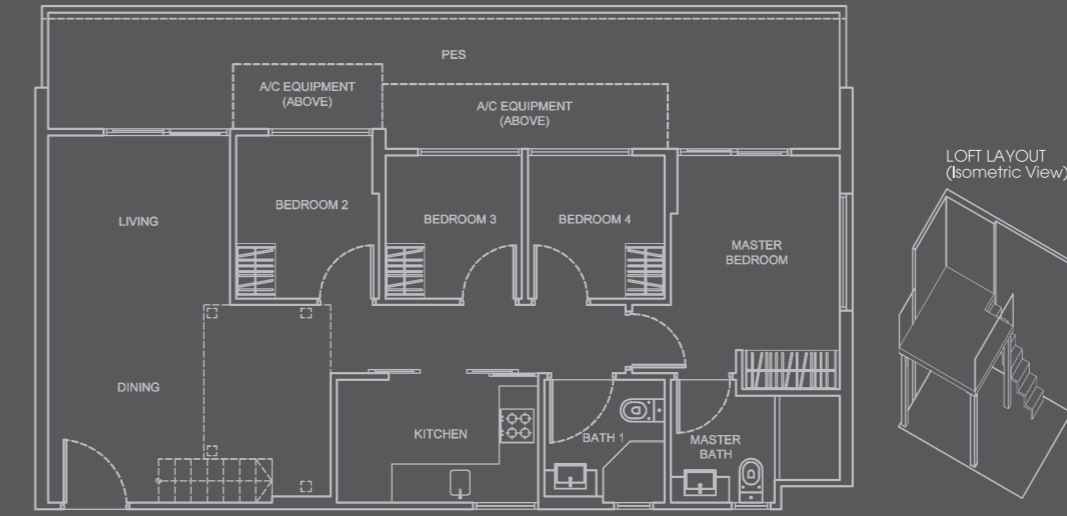 PES
A/C EQUIPMENT
(ABOVE)
A/C EQUIPMENT
(ABOVE)
LOFT LAYOUT
(Isometric View)
LIVING
BEDROOM 2
BEDROOM 3
BEDROOM 4
MASTER
BEDROOM
DINING
KITCHEN
BATH 1
MASTER
BATH